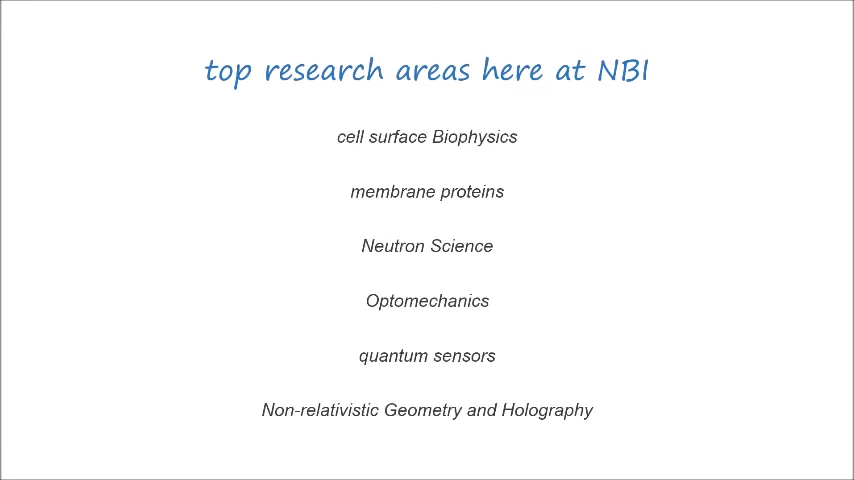 top research areas here at NBI
cell surface Biophysics
membrane proteins
Neutron Science
Optomechanics
quantum sensors
Non-relativistic Geometry and Holography